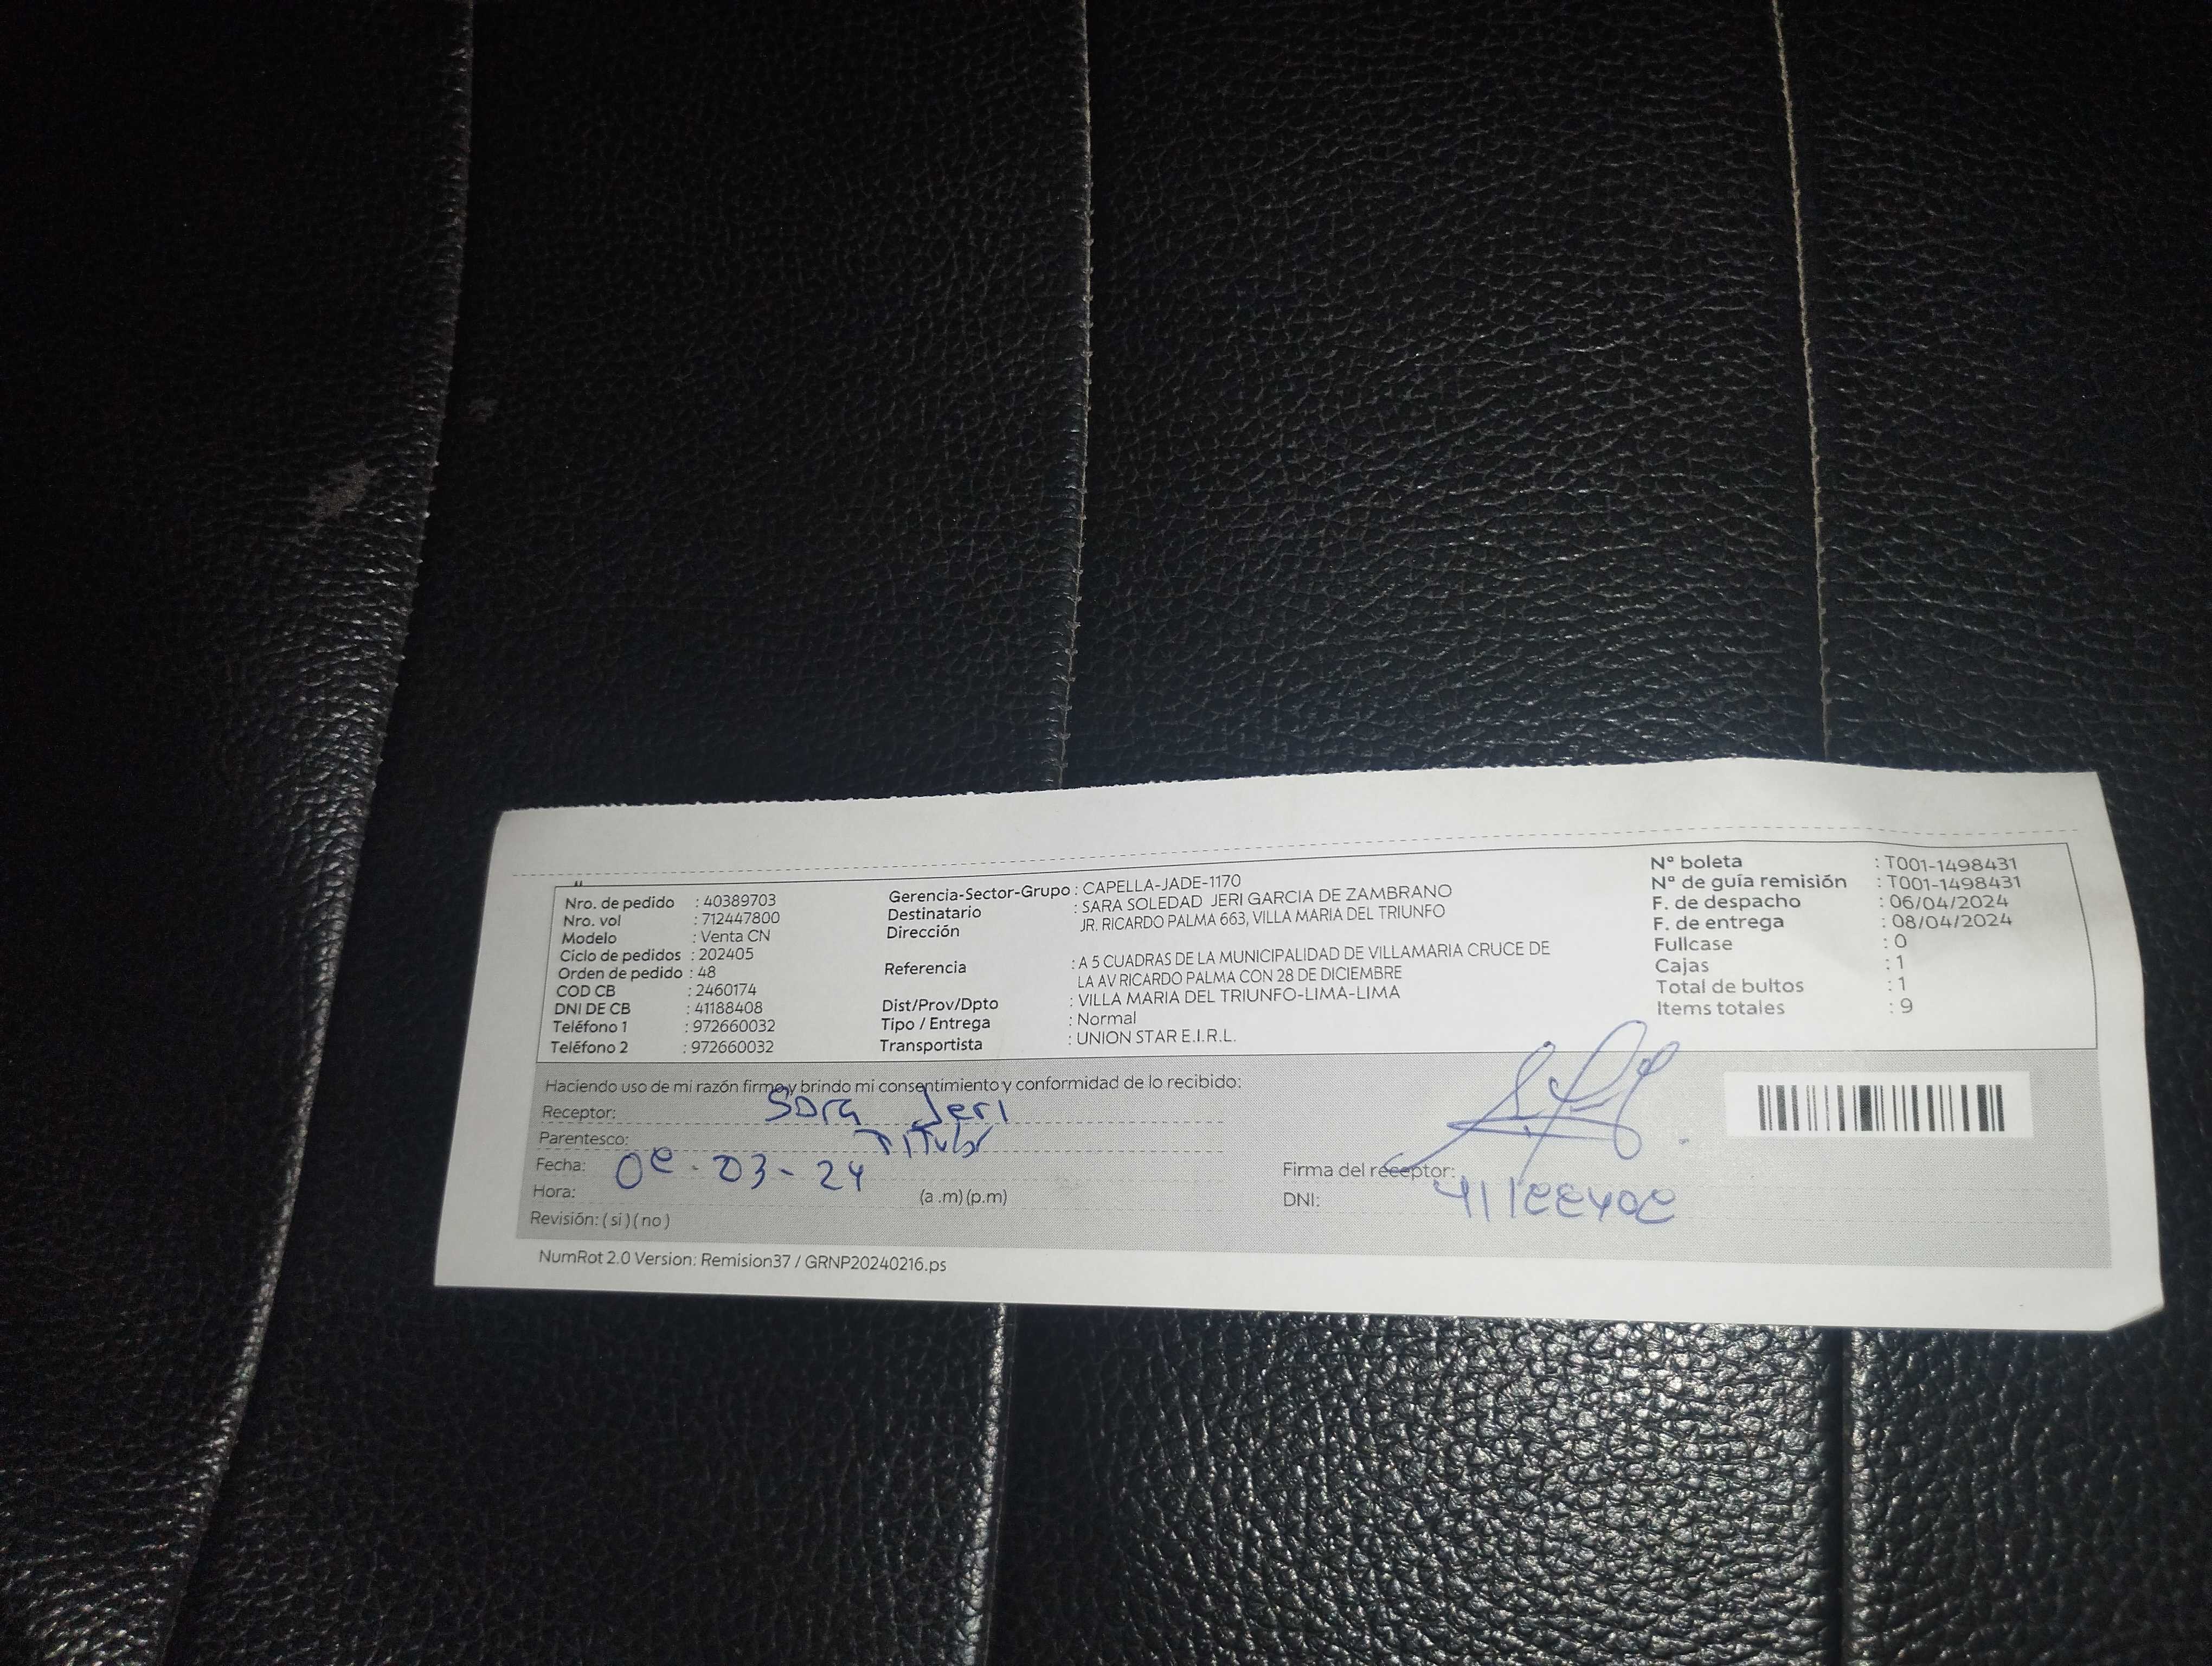 Nro. de pedido : 40389703
Nro. vol : 712447800
Modelo : Venta CN
Ciclo de pedidos : 202405
Orden de pedido : 48
COD CB : 2460174
DNI DE CB : 41188408
Teléfono 1 : 972660032
Teléfono 2 : 972660032
Gerencia-Sector-Grupo : CAPELLA-JADE-1170
Destinatario : SARA SOLEDAD JERI GARCIA DE ZAMBRANO
Dirección JR. RICARDO PALMA 663, VILLA MARIA DEL TRIUNFO
Referencia : A 5 CUADRAS DE LA MUNICIPALIDAD DE VILLAMARIA CRUCE DE
LA AV RICARDO PALMA CON 28 DE DICIEMBRE
Dist/Prov/Dpto : VILLA MARIA DEL TRIUNFO-LIMA-LIMA
Tipo / Entrega : Normal
Transportista : UNION STAR E.I.R.L.
N° boleta : T001-1498431
N° de guía remisión : T001-1498431
F. de despacho : 06/04/2024
F. de entrega : 08/04/2024
Fullcase : 0
Cajas : 1
Total de bultos : 1
Items totales : 9
Haciendo uso de mi razón firmo y brindo mi consentimiento y conformidad de lo recibido:
Receptor: Sara Jeri
Parentesco: Titular
Fecha: 08-03-24
Hora: (a .m) (p.m)
Revisión: ( si ) ( no )
Firma del receptor:
DNI: 41188408
NumRot 2.0 Version: Remision37 / GRNP20240216.ps